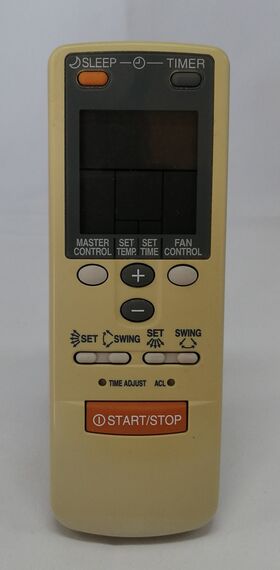 SLEEP TIMER
MASTER CONTROL SET TEMP. SET TIME FAN CONTROL
+
−
SET SWING SET SWING
TIME ADJUST ACL
START/STOP